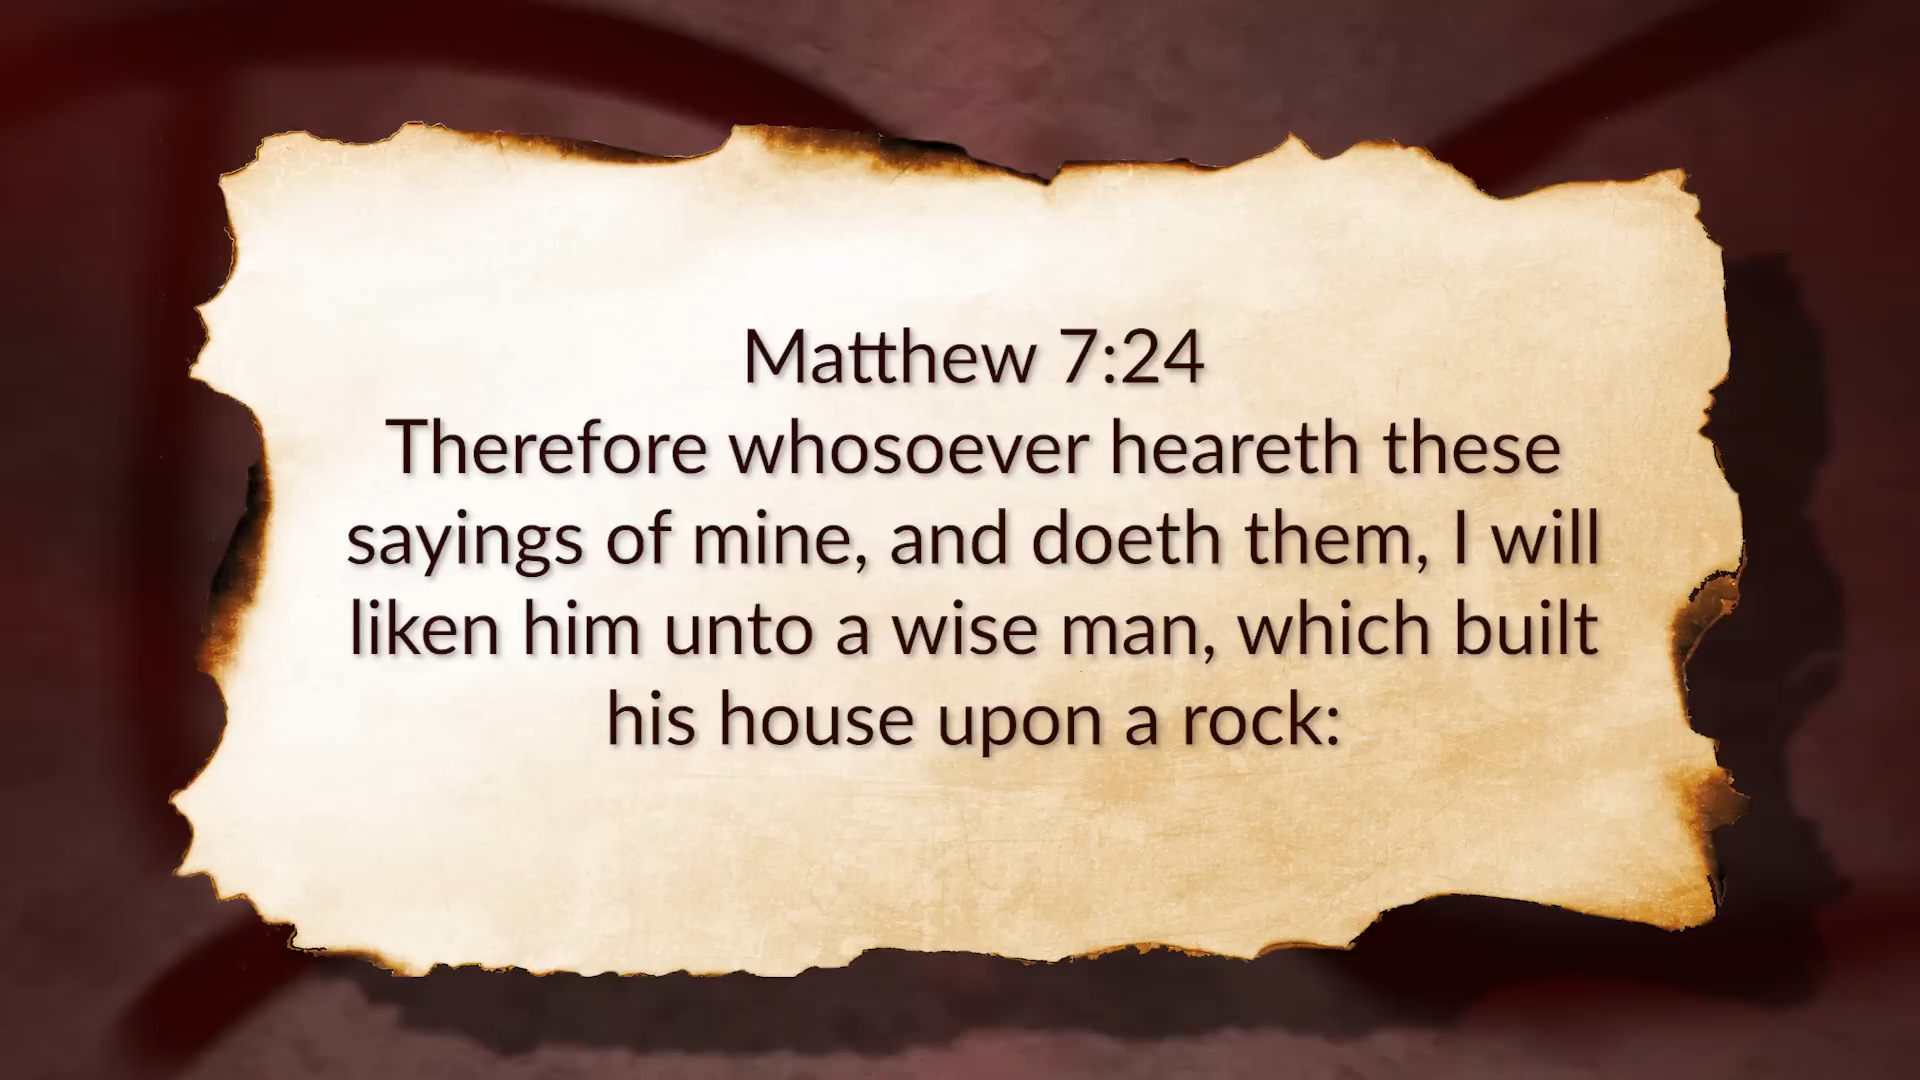 Matthew 7:24
Therefore whosoever heareth these
sayings of mine, and doeth them, I will
liken him unto a wise man, which built
his house upon a rock: